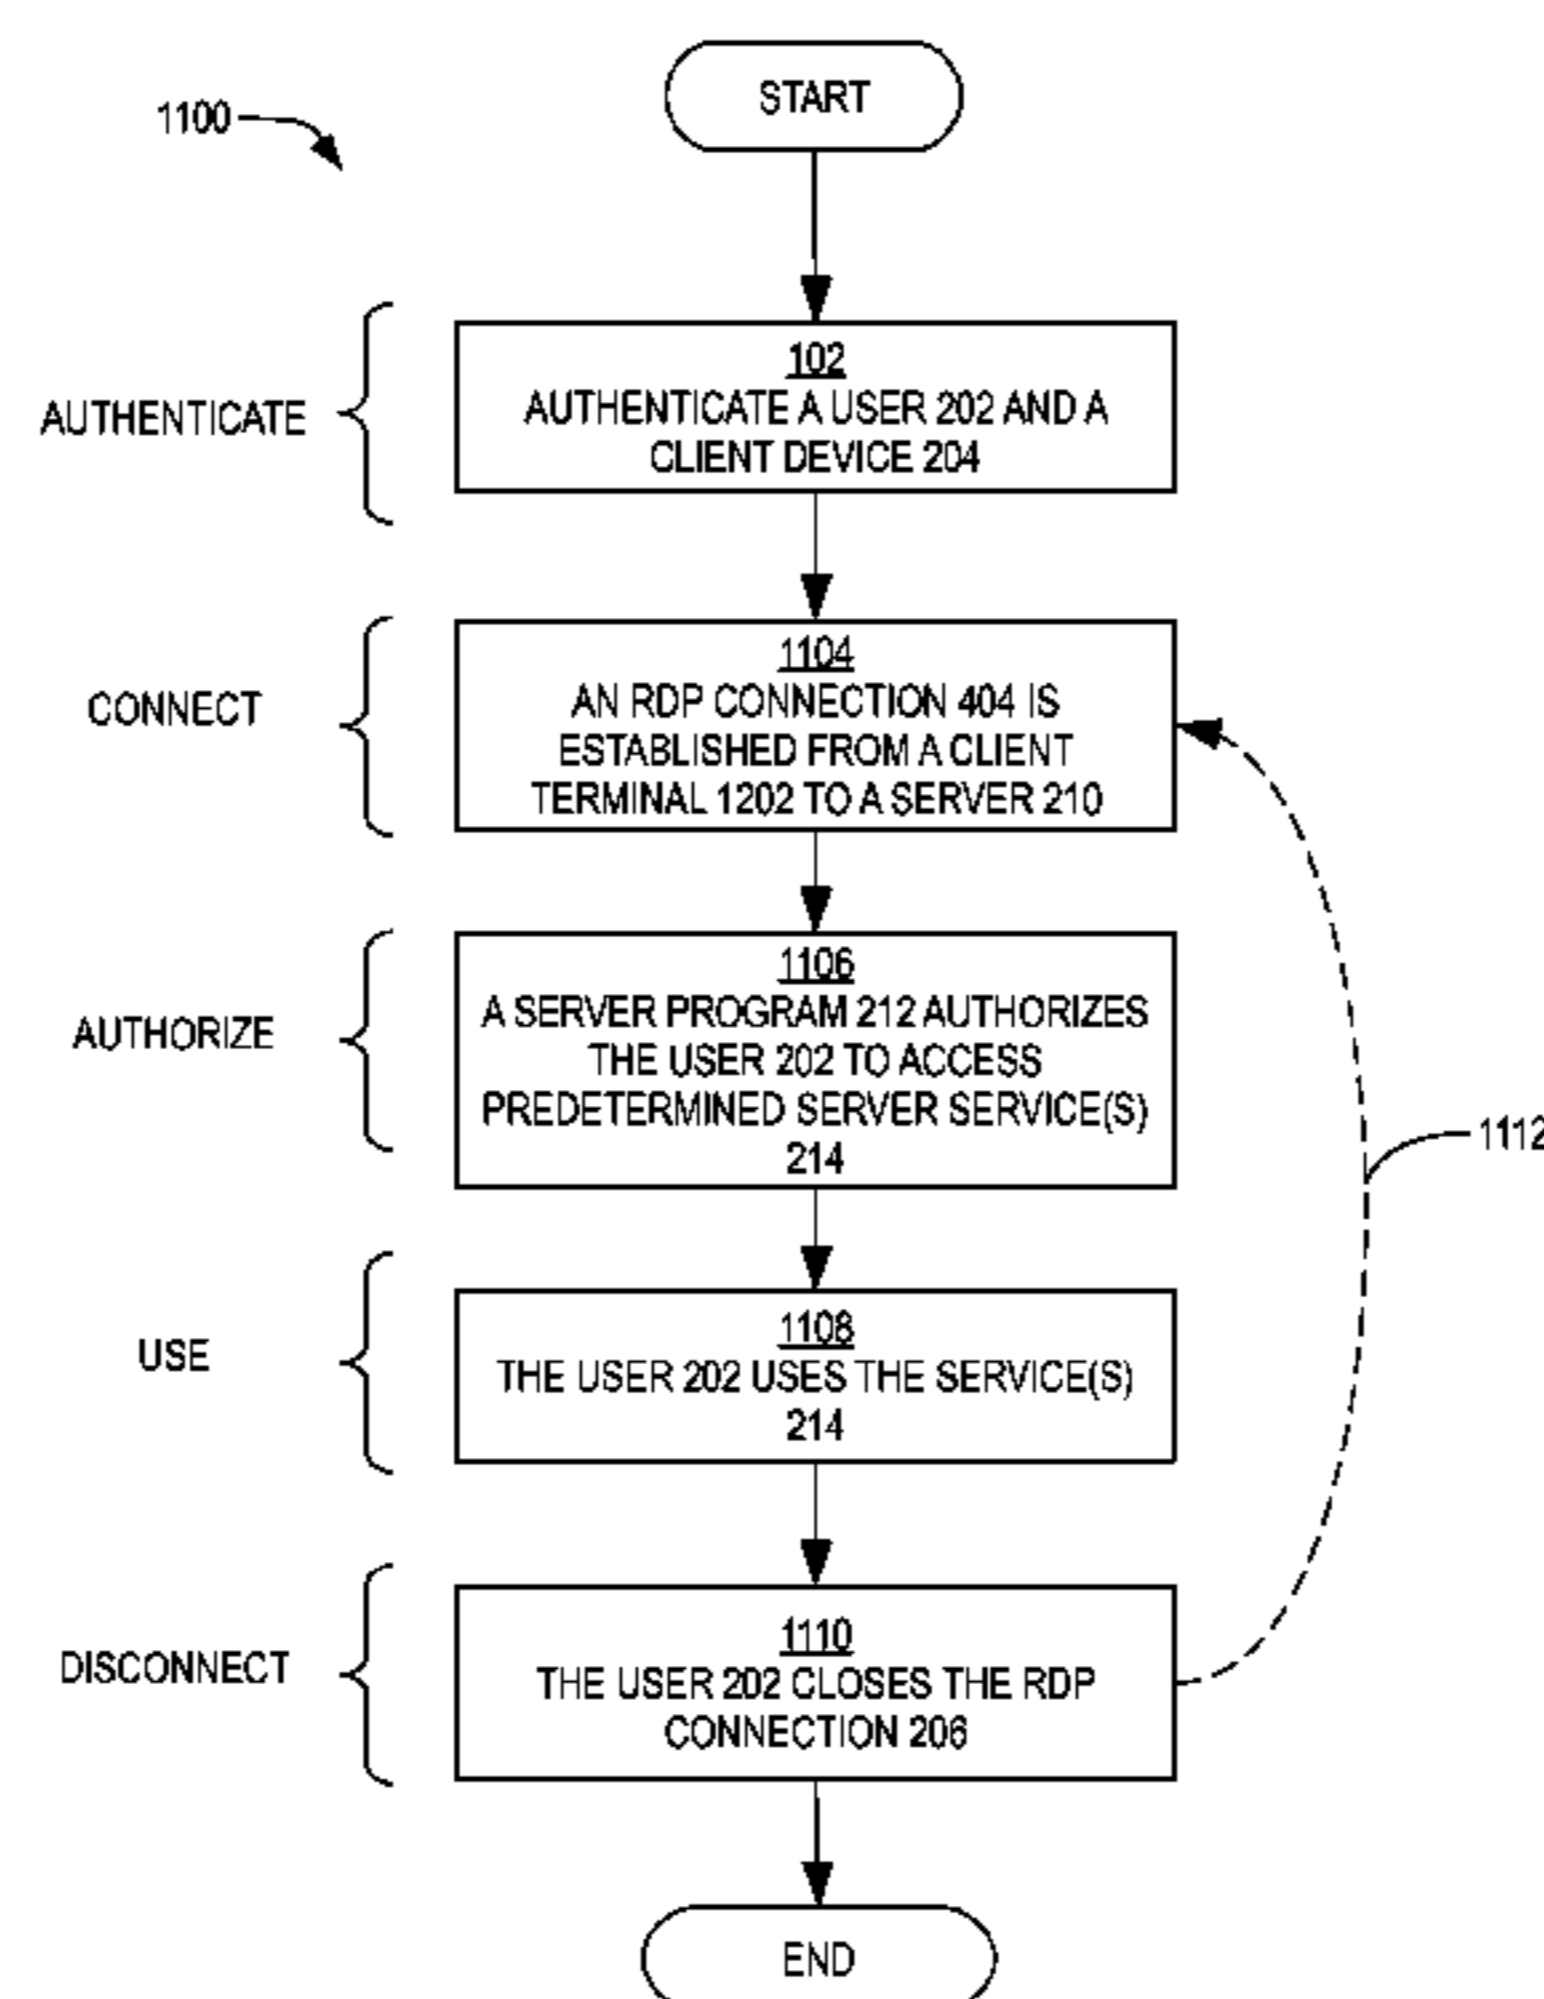 START
1100
AUTHENTICATE
102
AUTHENTICATE A USER 202 AND A
CLIENT DEVICE 204
CONNECT
1104
AN RDP CONNECTION 404 IS
ESTABLISHED FROM A CLIENT
TERMINAL 1202 TO A SERVER 210
AUTHORIZE
1106
A SERVER PROGRAM 212 AUTHORIZES
THE USER 202 TO ACCESS
PREDETERMINED SERVER SERVICE(S)
214
1112
USE
1108
THE USER 202 USES THE SERVICE(S)
214
DISCONNECT
1110
THE USER 202 CLOSES THE RDP
CONNECTION 206
END